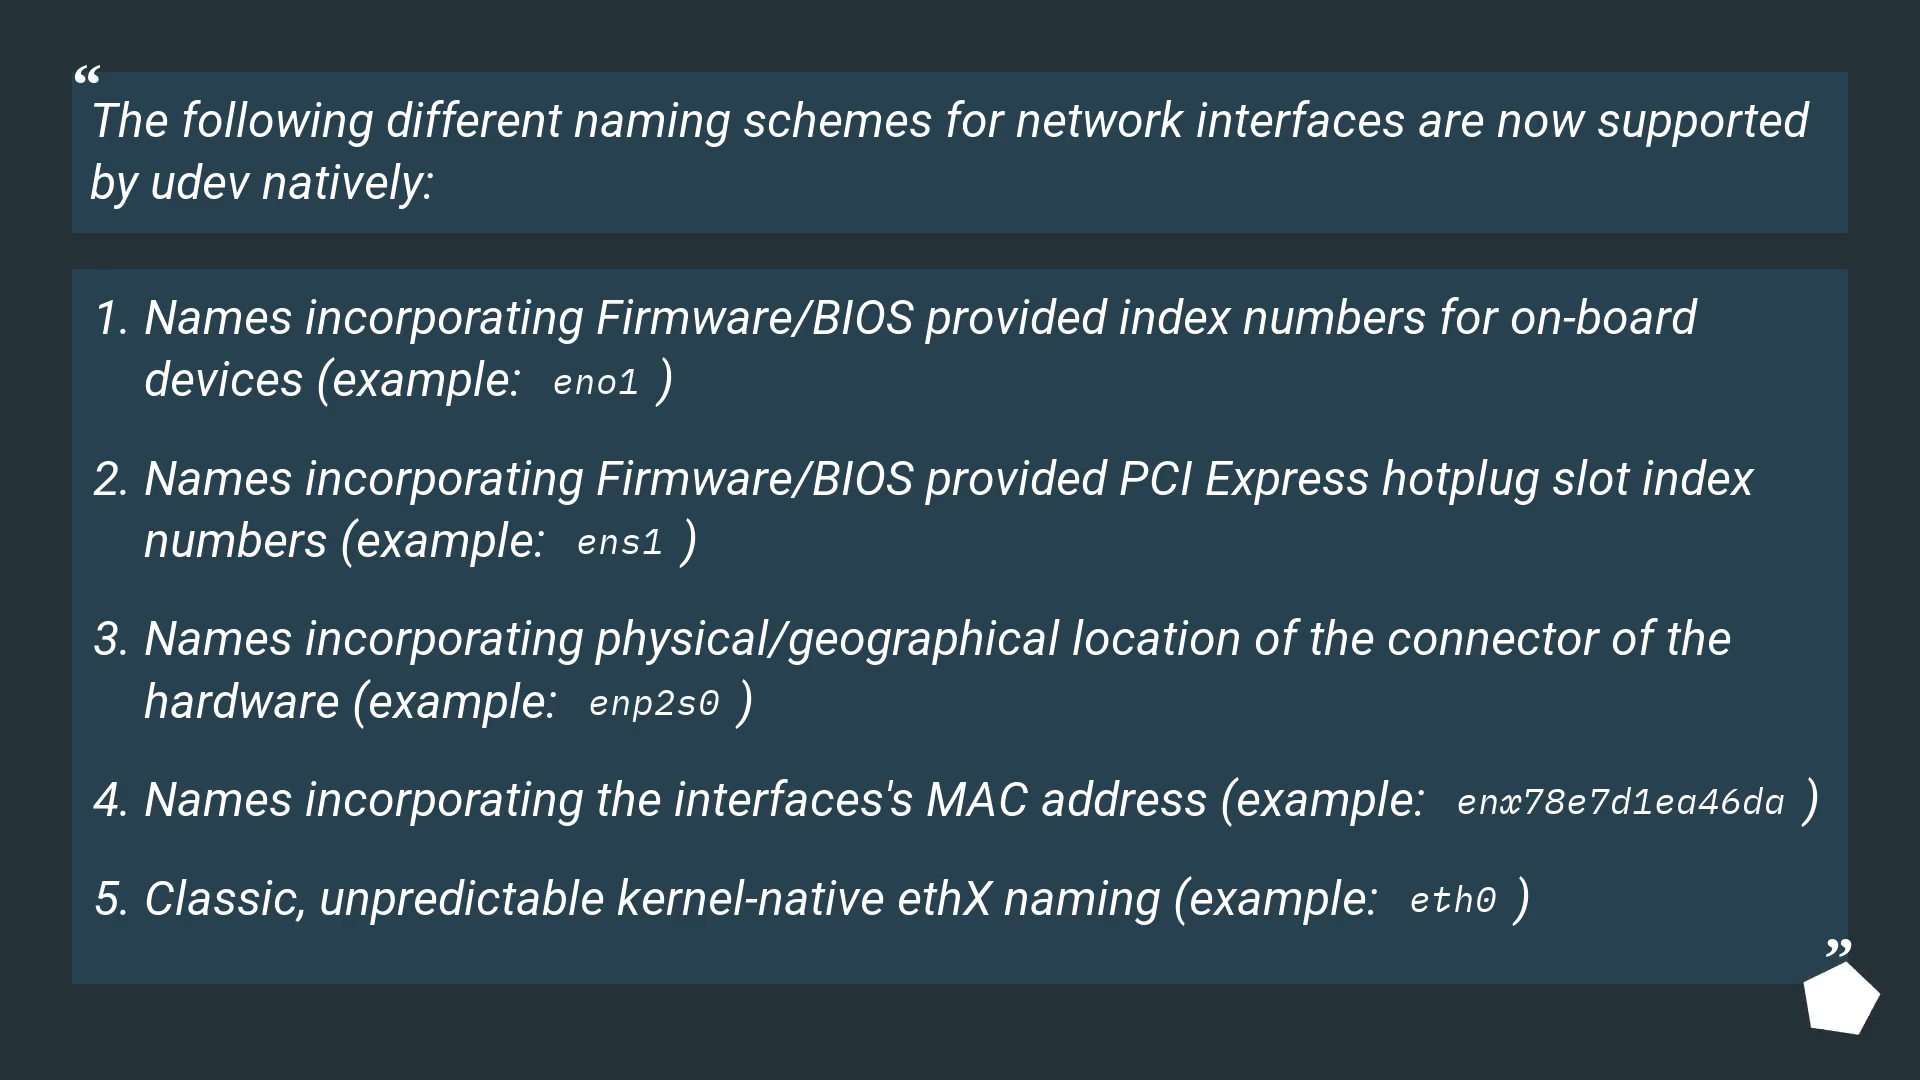 “
The following different naming schemes for network interfaces are now supported
by udev natively:
1. Names incorporating Firmware/BIOS provided index numbers for on-board
devices (example: eno1 )
2. Names incorporating Firmware/BIOS provided PCI Express hotplug slot index
numbers (example: ens1 )
3. Names incorporating physical/geographical location of the connector of the
hardware (example: enp2s0 )
4. Names incorporating the interfaces's MAC address (example: enx78e7d1ea46da )
5. Classic, unpredictable kernel-native ethX naming (example: eth0 )
”